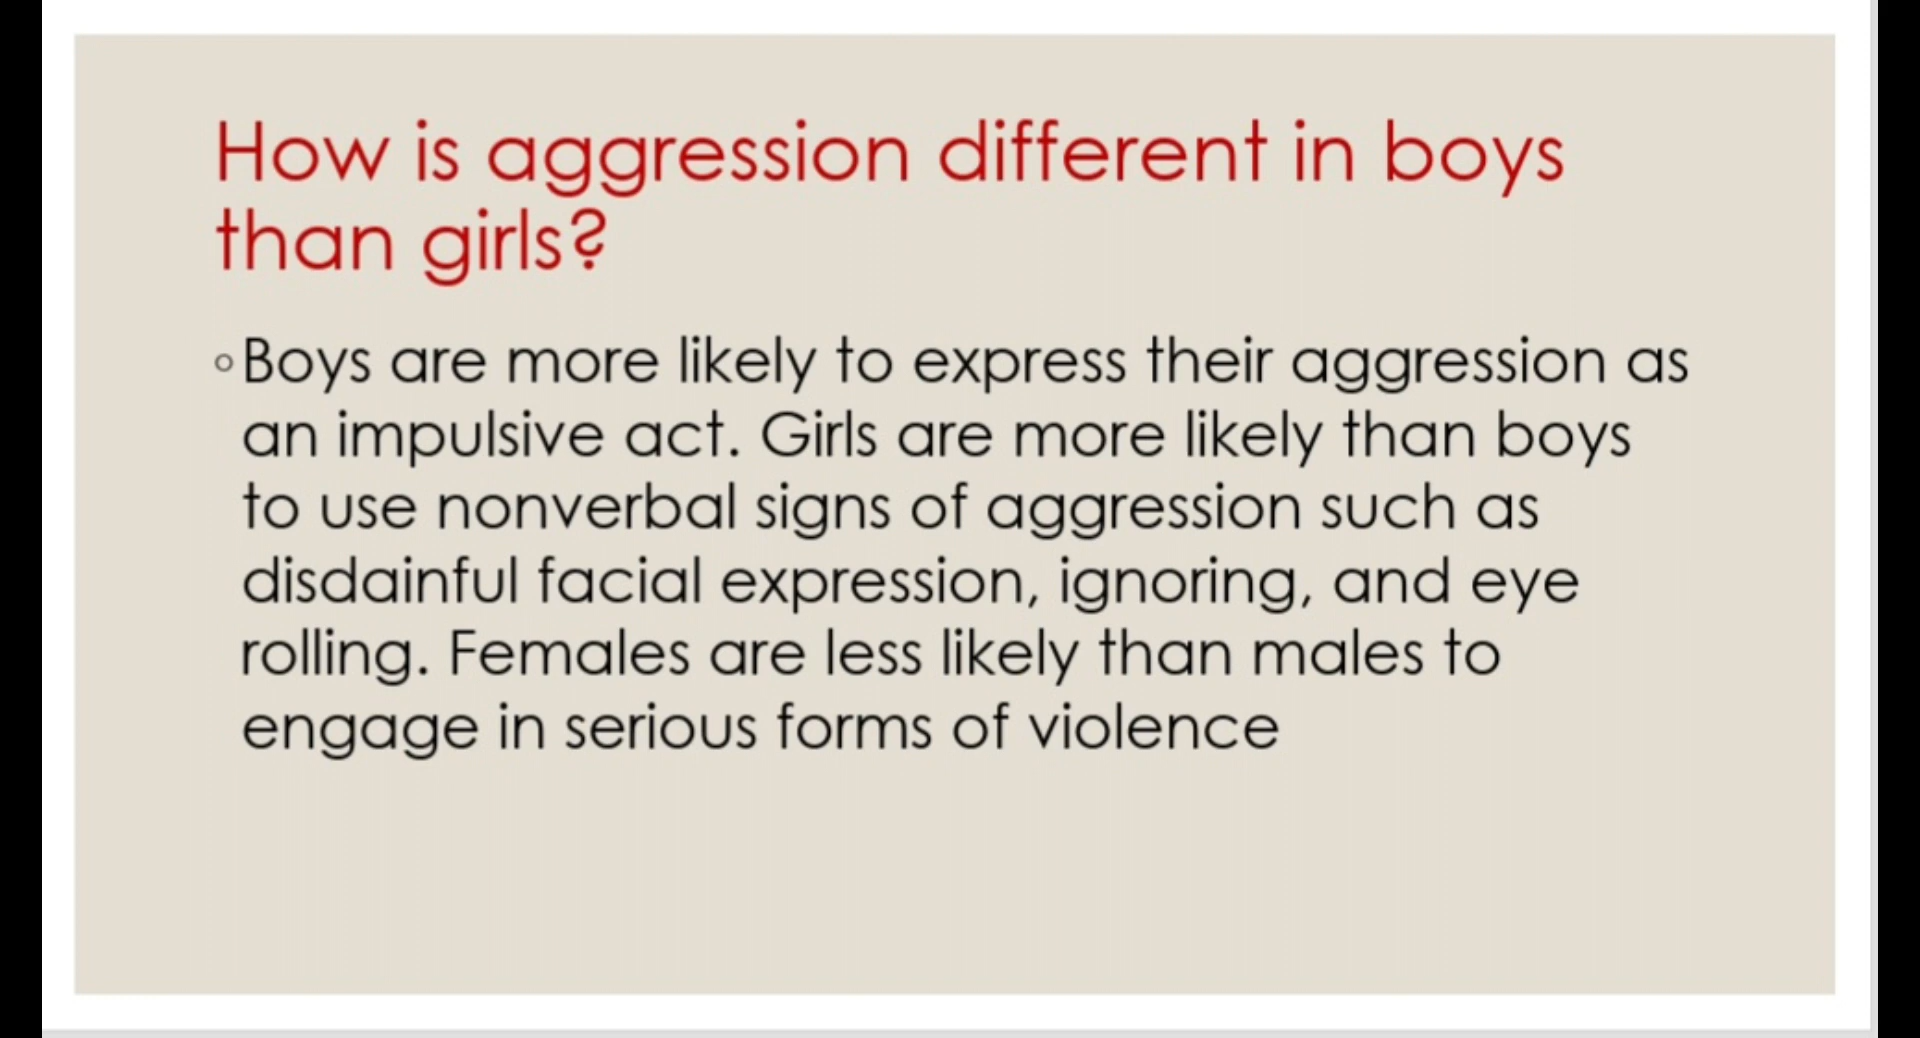 How is aggression different in boys
than girls?
◦Boys are more likely to express their aggression as
an impulsive act. Girls are more likely than boys
to use nonverbal signs of aggression such as
disdainful facial expression, ignoring, and eye
rolling. Females are less likely than males to
engage in serious forms of violence